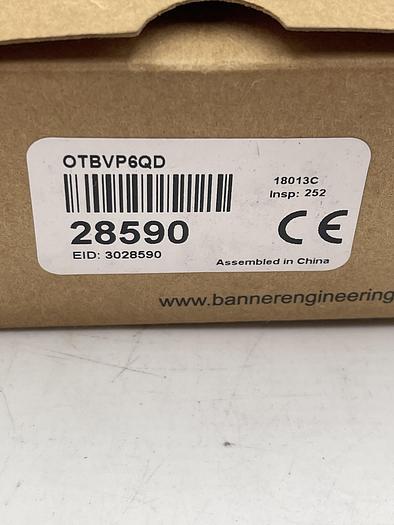 OTBVP6QD
18013C
Insp: 252
28590
CE
EID: 3028590
Assembled in China
www.bannerengineering